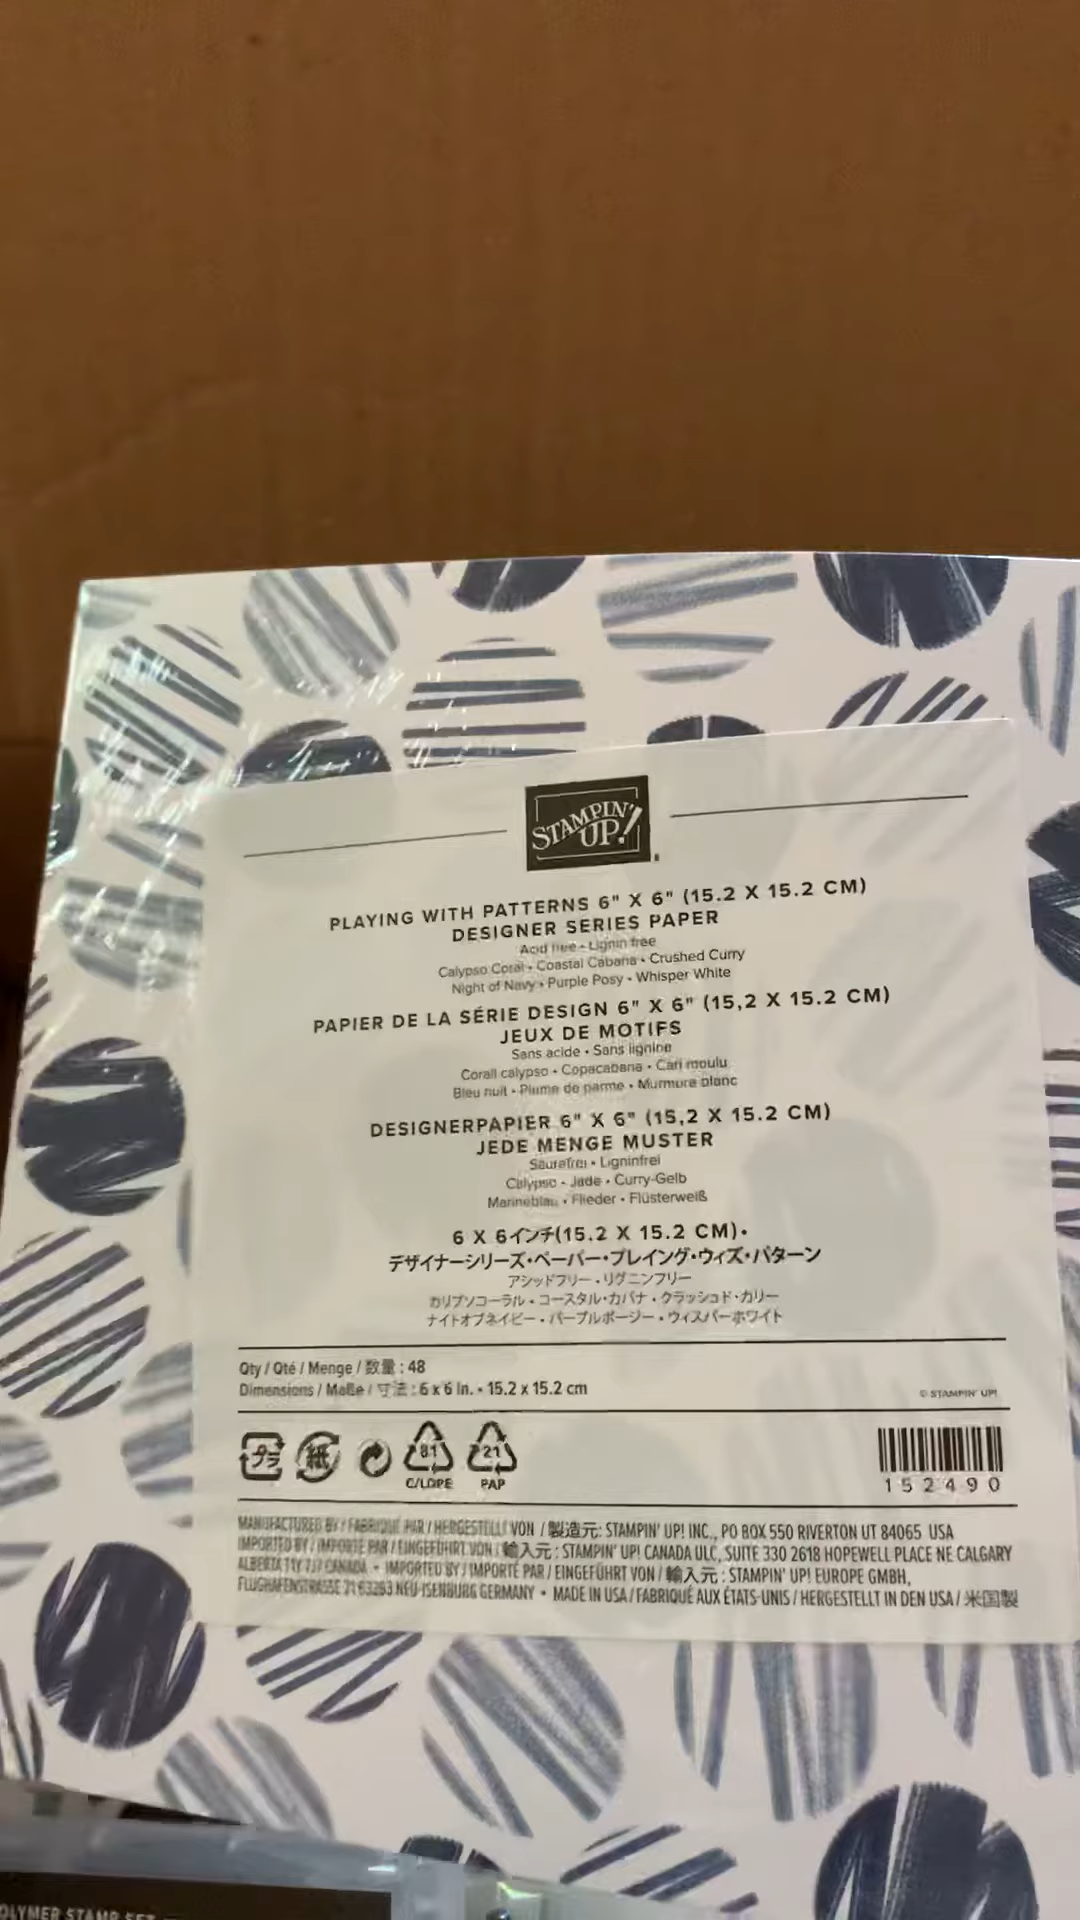 STAMPIN' UP!
PLAYING WITH PATTERNS 6" X 6" (15.2 X 15.2 CM)
DESIGNER SERIES PAPER
Acid free • Lignin free
Calypso Coral • Coastal Cabana • Crushed Curry
Night of Navy • Purple Posy • Whisper White
PAPIER DE LA SÉRIE DESIGN 6" X 6" (15,2 X 15.2 CM)
JEUX DE MOTIFS
Sans acide • Sans lignine
Corail calypso • Copacabana • Cari moulu
Bleu nuit • Plume de parme • Murmure blanc
DESIGNERPAPIER 6" X 6" (15,2 X 15.2 CM)
JEDE MENGE MUSTER
Säurefrei • Ligninfrei
Calypso • Jade • Curry-Gelb
Marineblau • Flieder • Flüsterweiß
6 X 6インチ(15.2 X 15.2 CM)•
デザイナーシリーズ・ペーパー・プレイング・ウィズ・パターン
アシッドフリー • リグニンフリー
カリプソコーラル • コースタル・カバナ • クラッシュド・カリー
ナイトオブネイビー • パープルポージー • ウィスパーホワイト
Qty / Qté / Menge / 数量 : 48
Dimensions / Maße / 寸法 : 6 x 6 in. • 15.2 x 15.2 cm
© STAMPIN' UP!
プラ 紙 81 21
C/LDPE PAP
152490
MANUFACTURED BY / FABRIQUÉ PAR / HERGESTELLT VON / 製造元: STAMPIN' UP! INC., PO BOX 550 RIVERTON UT 84065 USA
IMPORTED BY / IMPORTÉ PAR / EINGEFÜHRT VON / 輸入元 : STAMPIN' UP! CANADA ULC, SUITE 330 2618 HOPEWELL PLACE NE CALGARY
ALBERTA T1Y 7J7 CANADA • IMPORTED BY / IMPORTÉ PAR / EINGEFÜHRT VON / 輸入元 : STAMPIN' UP! EUROPE GMBH,
FLUGHAFENSTRASSE 21 63263 NEU-ISENBURG GERMANY • MADE IN USA / FABRIQUÉ AUX ÉTATS-UNIS / HERGESTELLT IN DEN USA / 米国製
OLYMER STAMP SET